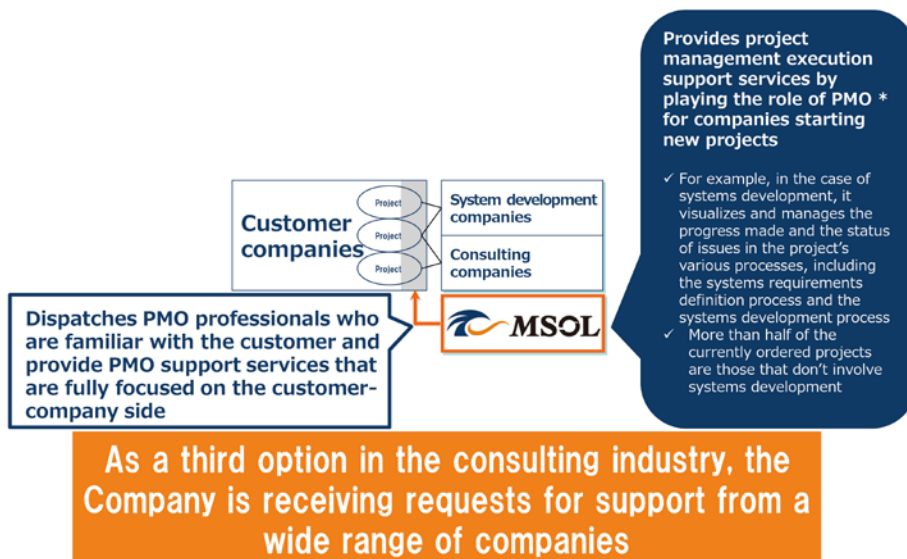 Provides project
management execution
support services by
playing the role of PMO *
for companies starting
new projects
✓ For example, in the case of
systems development, it
visualizes and manages the
progress made and the status
of issues in the project's
various processes, including
the systems requirements
definition process and the
systems development process
✓ More than half of the
currently ordered projects
are those that don't involve
systems development
Customer
companies
Project
Project
Project
System development
companies
Consulting
companies
MSOL
Dispatches PMO professionals who
are familiar with the customer and
provide PMO support services that
are fully focused on the customer-
company side
As a third option in the consulting industry, the
Company is receiving requests for support from a
wide range of companies